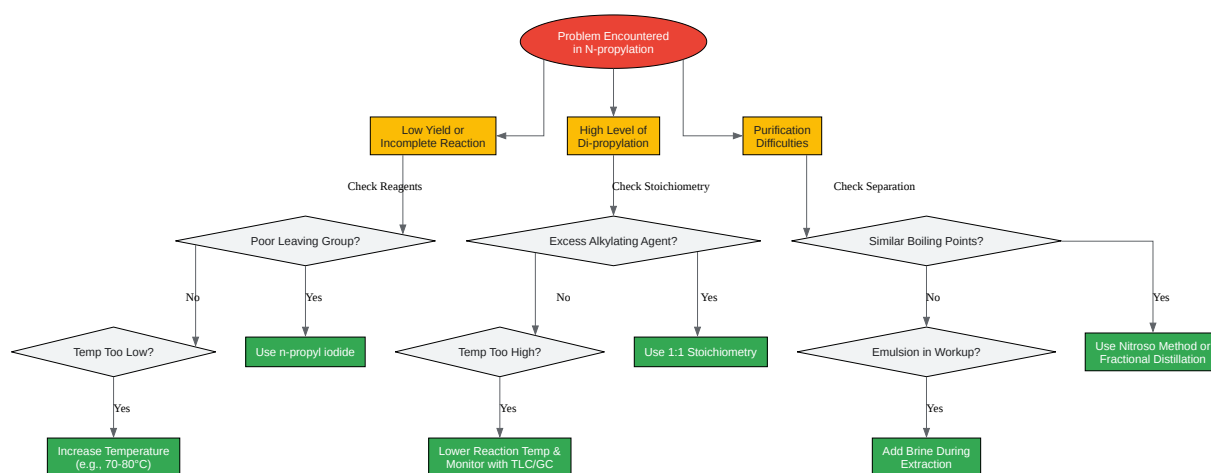 Problem Encountered
in N-propylation
Low Yield or
Incomplete Reaction
High Level of
Di-propylation
Purification
Difficulties
Check Reagents
Check Stoichiometry
Check Separation
Poor Leaving Group?
Excess Alkylating Agent?
Similar Boiling Points?
No
Yes
No
Yes
No
Yes
Temp Too Low?
Use n-propyl iodide
Temp Too High?
Use 1:1 Stoichiometry
Emulsion in Workup?
Use Nitroso Method or
Fractional Distillation
Yes
Yes
Yes
Increase Temperature
(e.g., 70-80°C)
Lower Reaction Temp &
Monitor with TLC/GC
Add Brine During
Extraction